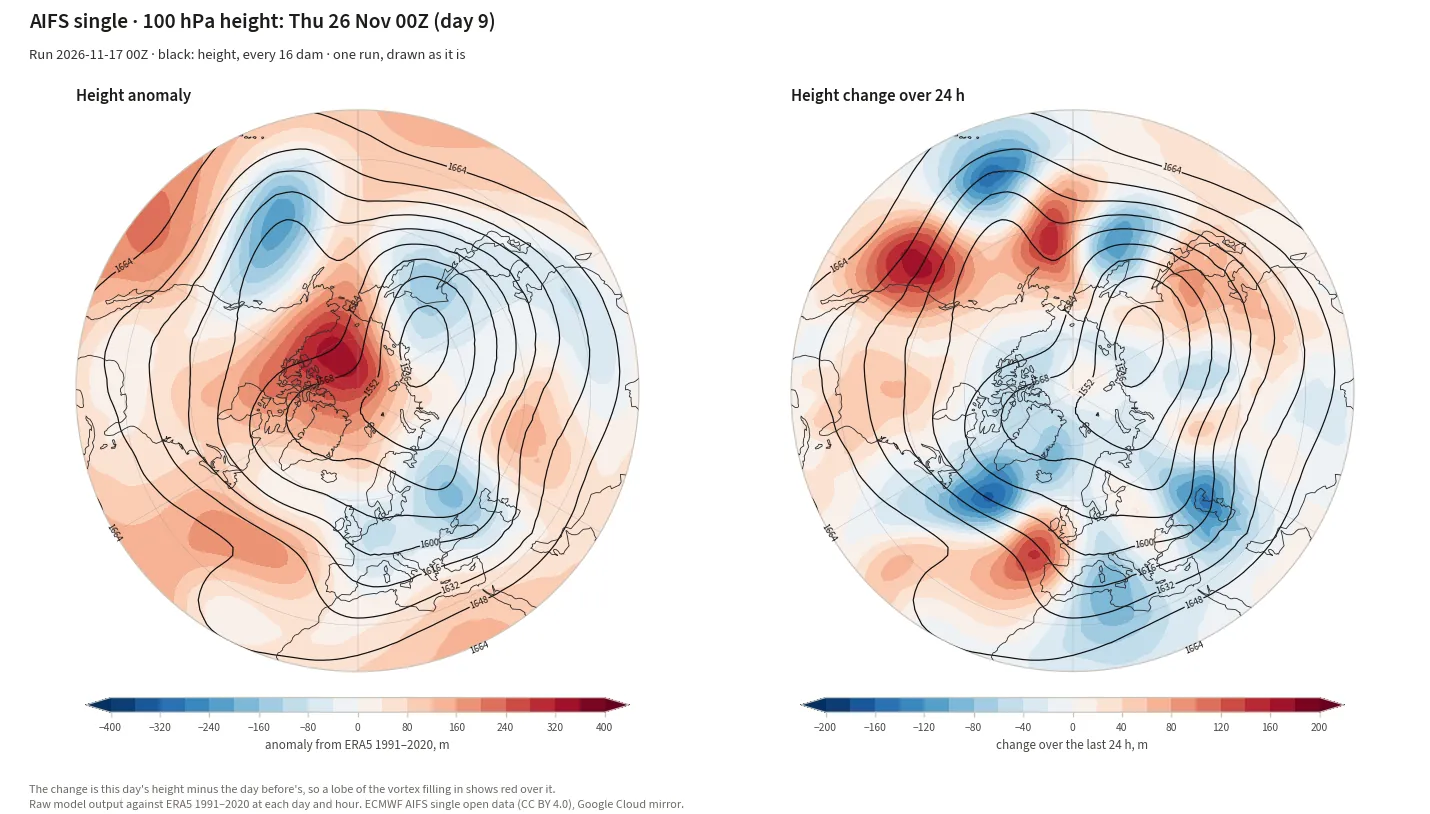 AIFS single · 100 hPa height: Thu 26 Nov 00Z (day 9)
Run 2026-11-17 00Z · black: height, every 16 dam · one run, drawn as it is
Height anomaly
Height change over 24 h
1664
1664
1664
1664
1568
1552
1600
1616
1632
1648
1664
1664
1664
1664
1664
1568
1552
1600
1616
1632
1648
−400 −320 −240 −160 −80 0 80 160 240 320 400
anomaly from ERA5 1991–2020, m
−200 −160 −120 −80 −40 0 40 80 120 160 200
change over the last 24 h, m
The change is this day's height minus the day before's, so a lobe of the vortex filling in shows red over it.
Raw model output against ERA5 1991–2020 at each day and hour. ECMWF AIFS single open data (CC BY 4.0), Google Cloud mirror.